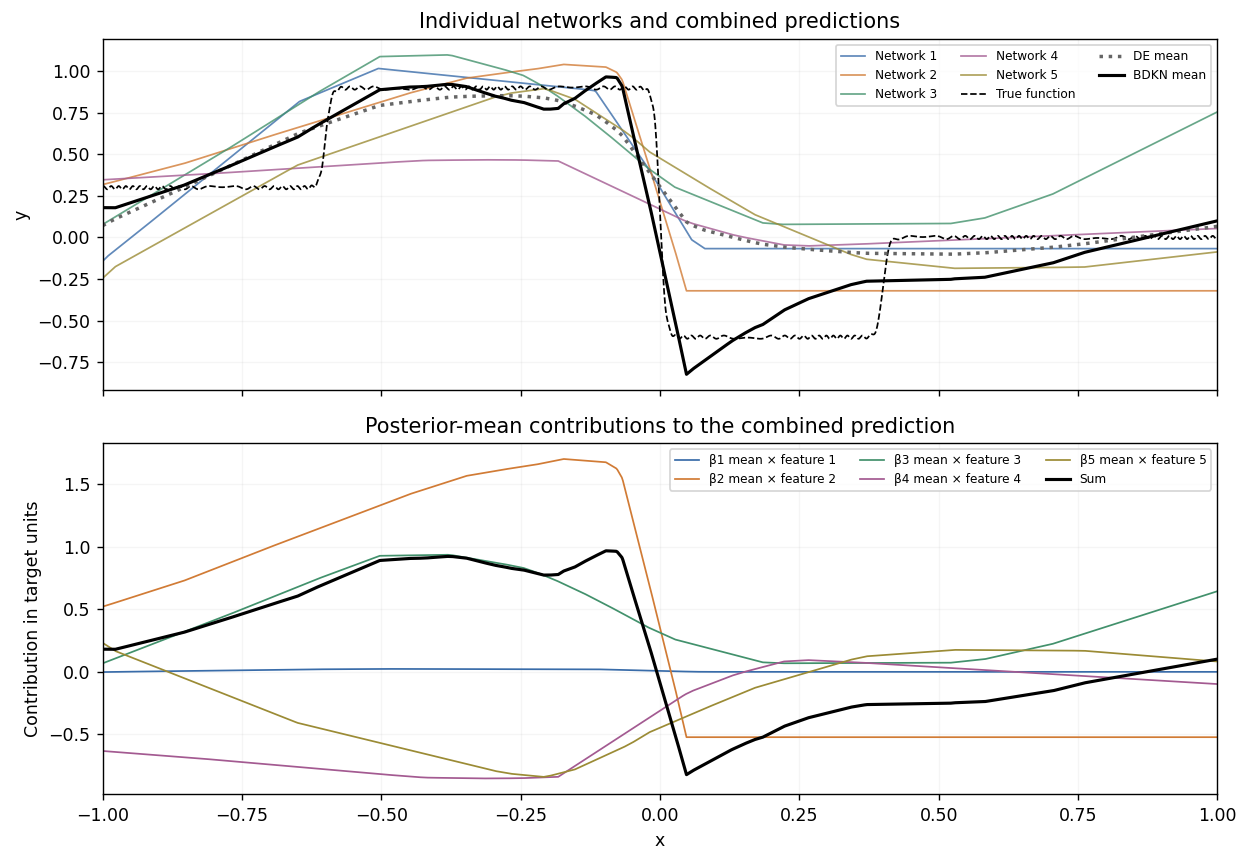 Individual networks and combined predictions
1.00
0.75
0.50
0.25
0.00
−0.25
−0.50
−0.75
y
Network 1
Network 2
Network 3
Network 4
Network 5
True function
DE mean
BDKN mean
Posterior-mean contributions to the combined prediction
1.5
1.0
0.5
0.0
−0.5
Contribution in target units
β1 mean × feature 1
β2 mean × feature 2
β3 mean × feature 3
β4 mean × feature 4
β5 mean × feature 5
Sum
−1.00 −0.75 −0.50 −0.25 0.00 0.25 0.50 0.75 1.00
x